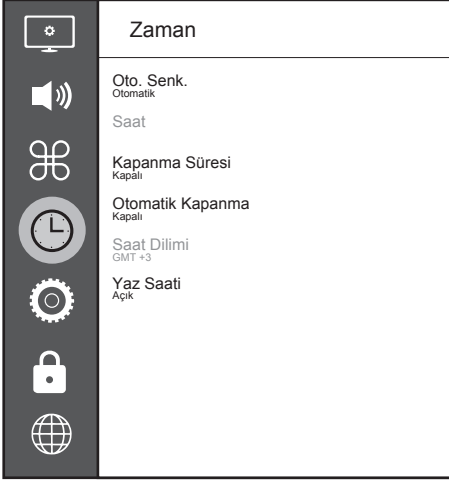 Zaman
Oto. Senk.
Otomatik
Saat
Kapanma Süresi
Kapalı
Otomatik Kapanma
Kapalı
Saat Dilimi
GMT +3
Yaz Saati
Açık